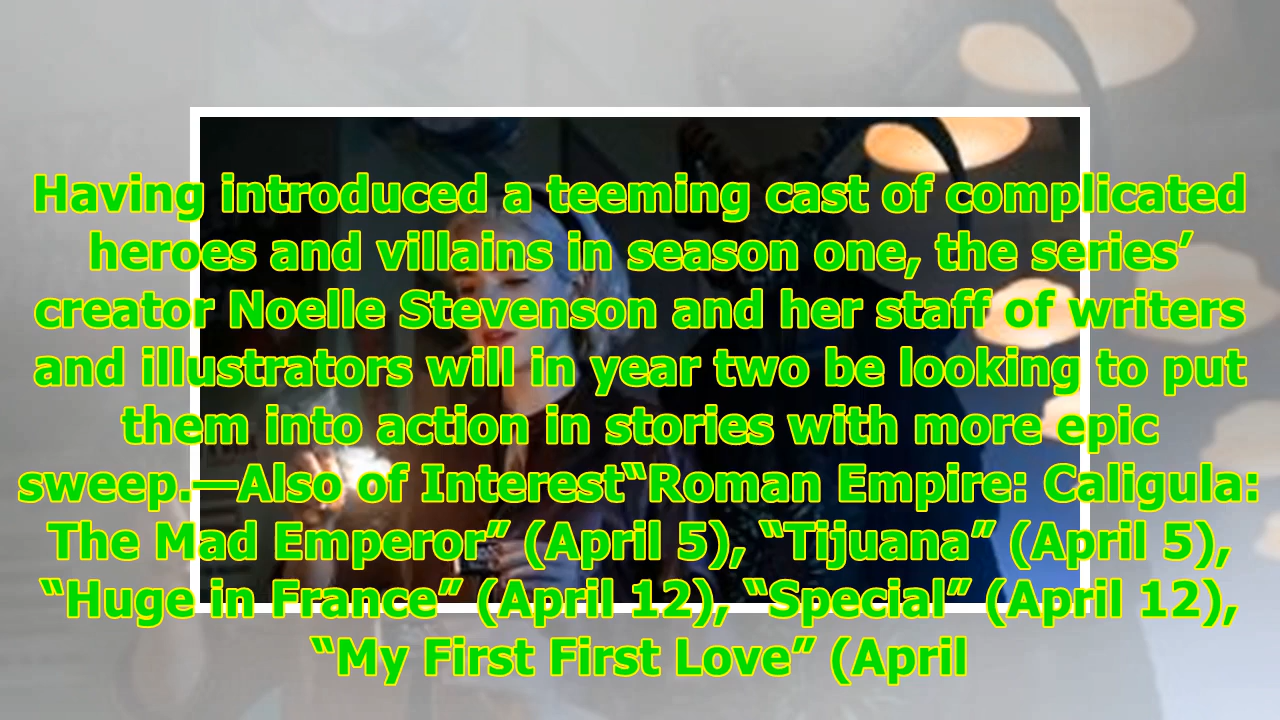 Having introduced a teeming cast of complicated
heroes and villains in season one, the series’
creator Noelle Stevenson and her staff of writers
and illustrators will in year two be looking to put
them into action in stories with more epic
sweep.—Also of Interest“Roman Empire: Caligula:
The Mad Emperor” (April 5), “Tijuana” (April 5),
“Huge in France” (April 12), “Special” (April 12),
“My First First Love” (April